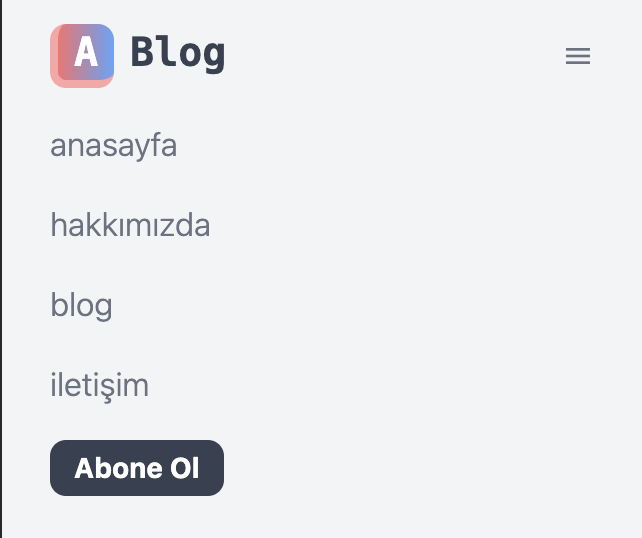 A Blog
anasayfa
hakkımızda
blog
iletişim
Abone Ol